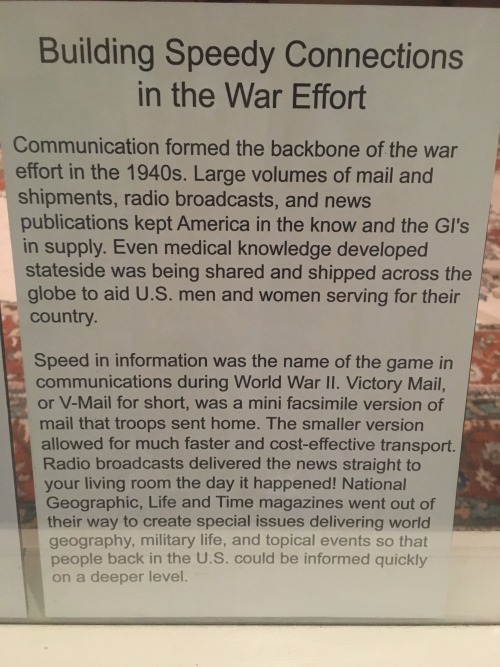 Building Speedy Connections
in the War Effort
Communication formed the backbone of the war
effort in the 1940s. Large volumes of mail and
shipments, radio broadcasts, and news
publications kept America in the know and the GI's
in supply. Even medical knowledge developed
stateside was being shared and shipped across the
globe to aid U.S. men and women serving for their
country.
Speed in information was the name of the game in
communications during World War II. Victory Mail,
or V-Mail for short, was a mini facsimile version of
mail that troops sent home. The smaller version
allowed for much faster and cost-effective transport.
Radio broadcasts delivered the news straight to
your living room the day it happened! National
Geographic, Life and Time magazines went out of
their way to create special issues delivering world
geography, military life, and topical events so that
people back in the U.S. could be informed quickly
on a deeper level.